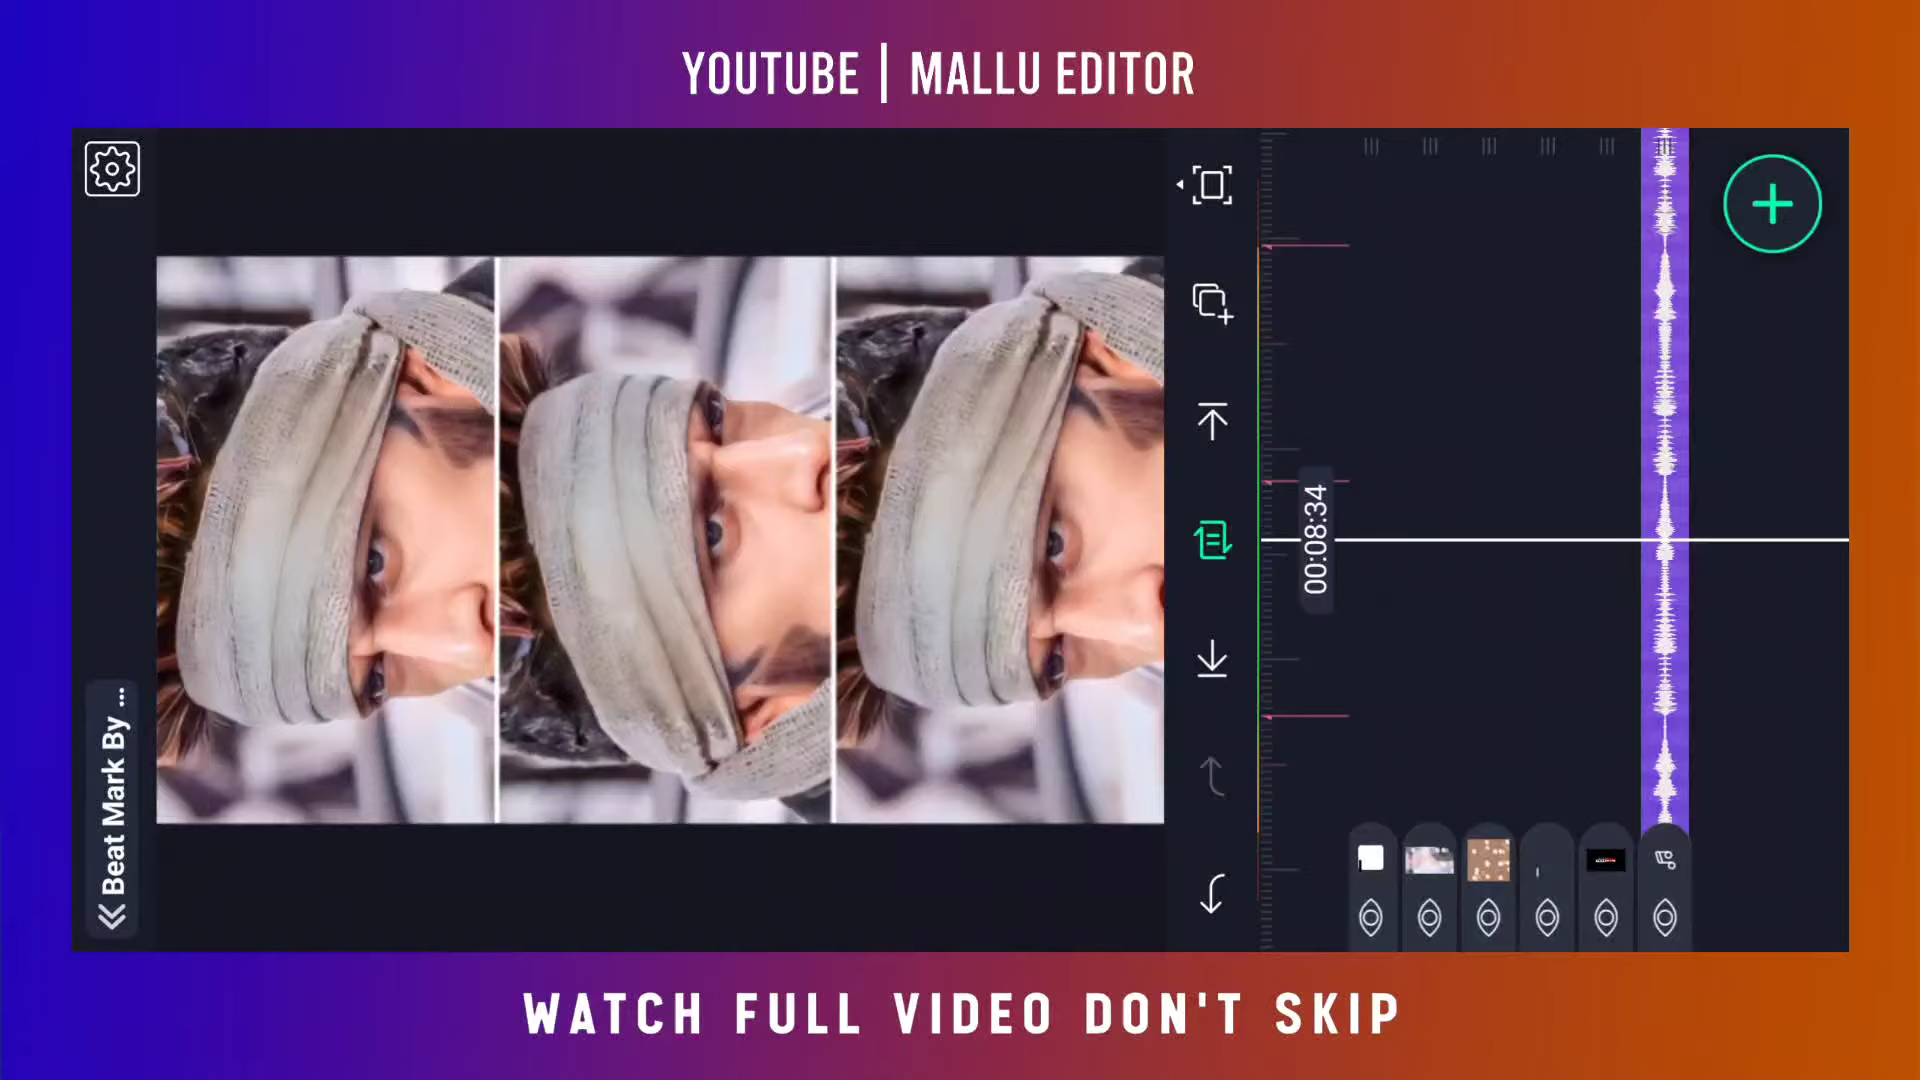 YOUTUBE | MALLU EDITOR
Beat Mark By ...
00:08:34
WATCH FULL VIDEO DON'T SKIP